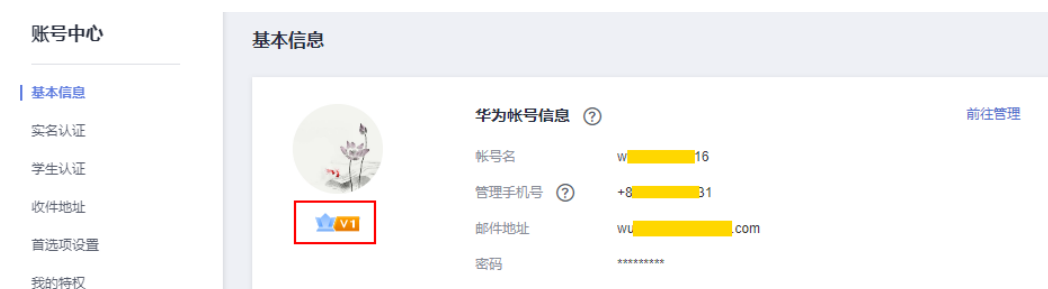 账号中心
基本信息
实名认证
学生认证
收件地址
首选项设置
我的特权
基本信息
V1
华为帐号信息 ? 前往管理
帐号名 w 16
管理手机号 ? +8 31
邮件地址 wu .com
密码 *********